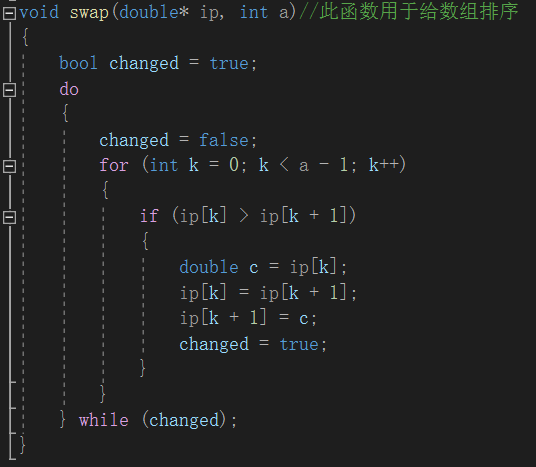 void swap(double* ip, int a)//此函数用于给数组排序
{
    bool changed = true;
    do
    {
        changed = false;
        for (int k = 0; k < a - 1; k++)
        {
            if (ip[k] > ip[k + 1])
            {
                double c = ip[k];
                ip[k] = ip[k + 1];
                ip[k + 1] = c;
                changed = true;
            }
        }
    } while (changed);
}